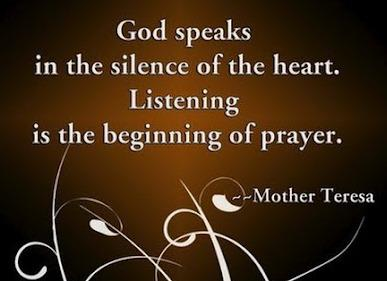 God speaks
in the silence of the heart.
Listening
is the beginning of prayer.
~~Mother Teresa